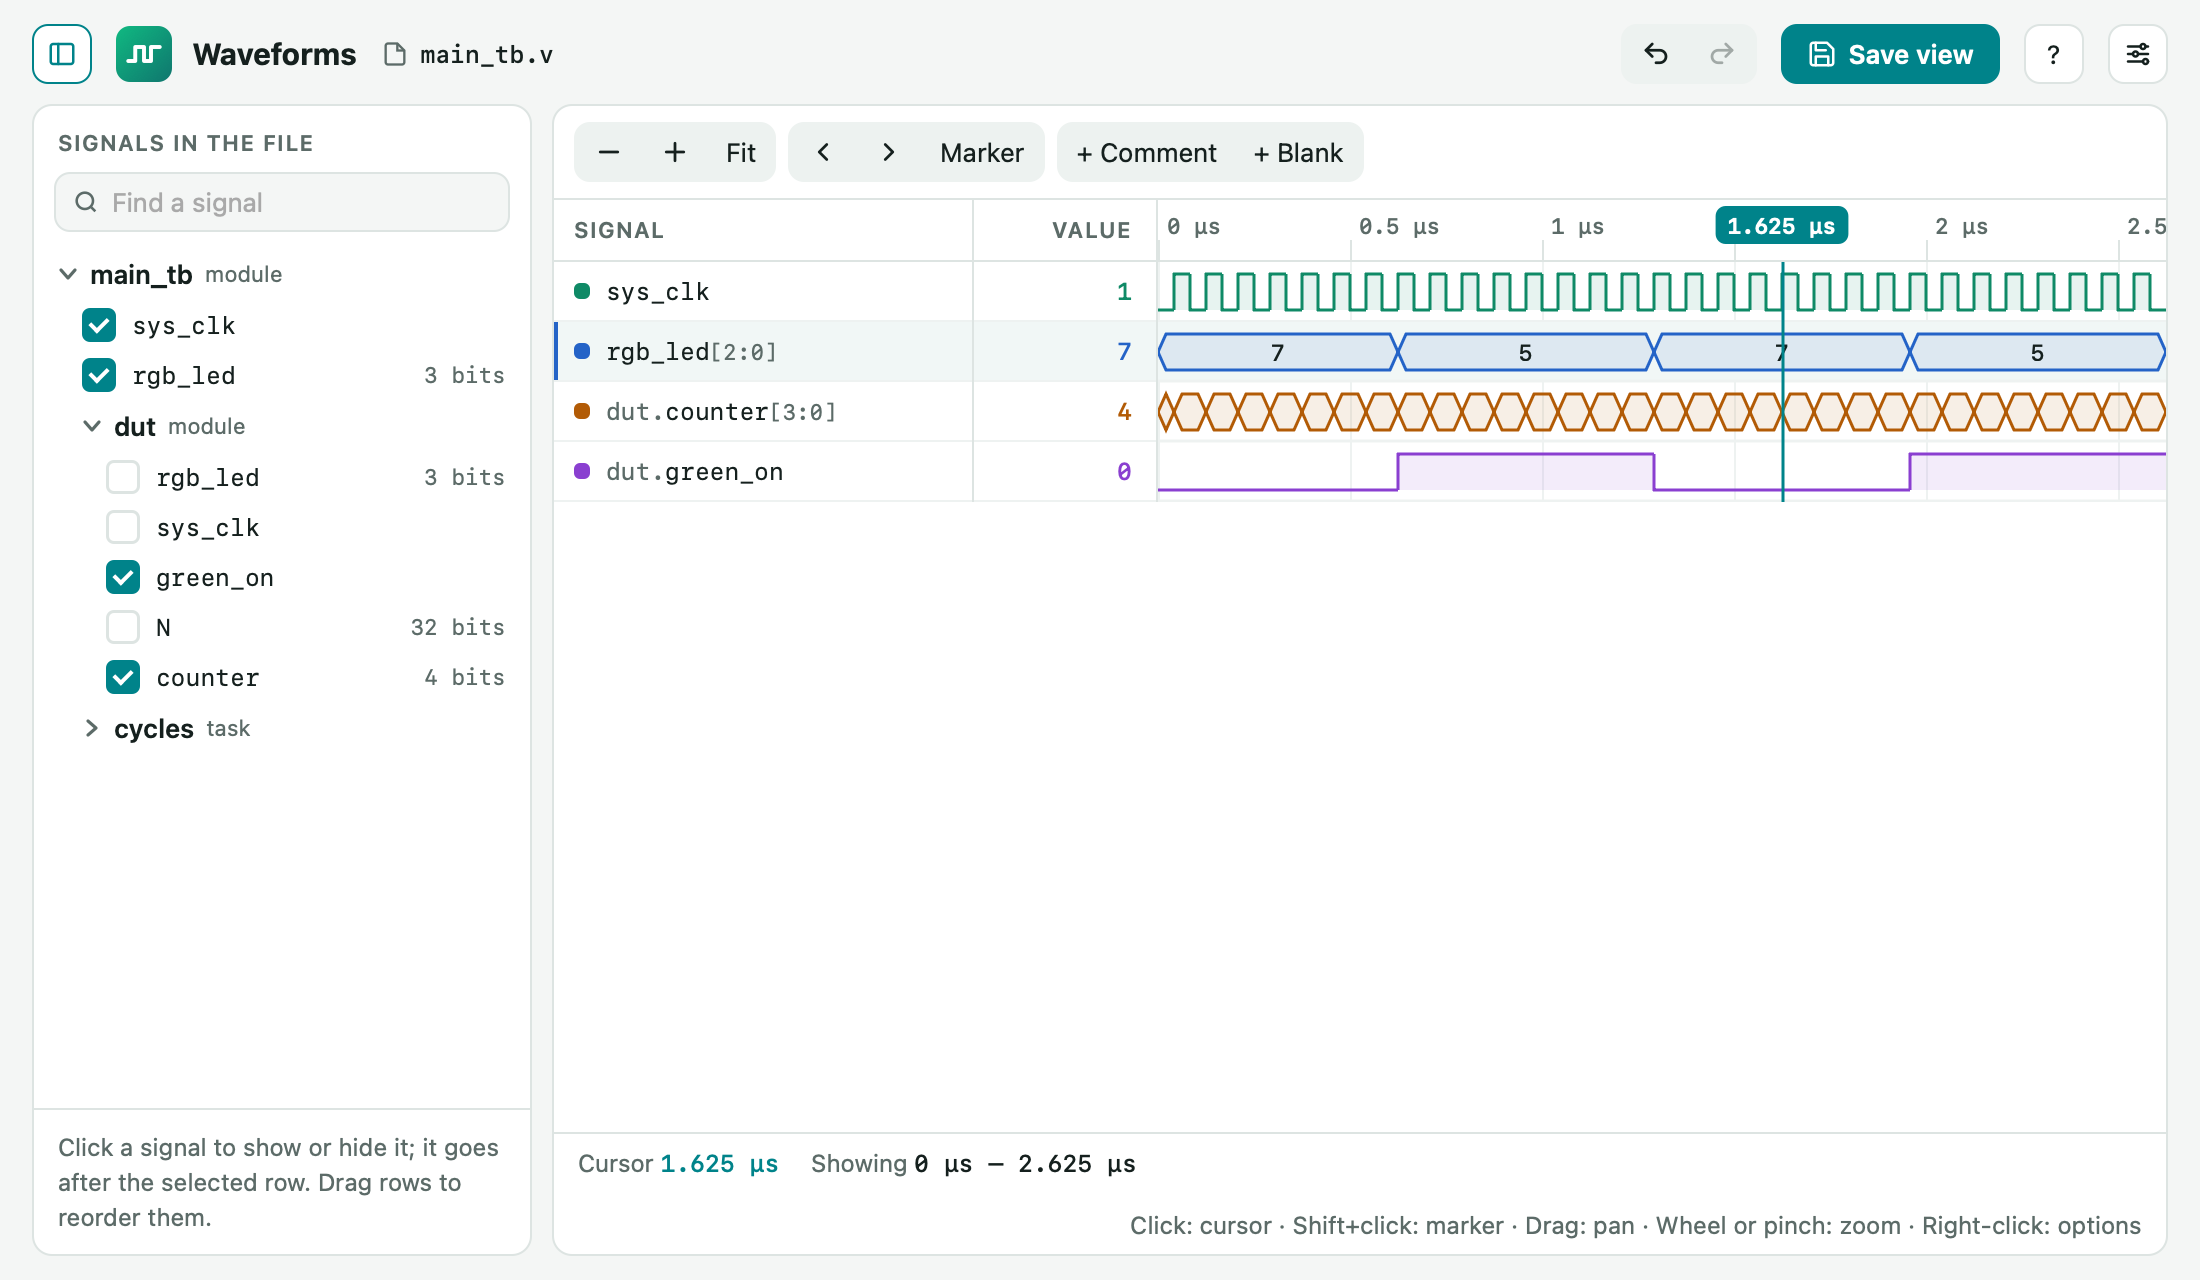 Waveforms main_tb.v Save view ?
SIGNALS IN THE FILE
Find a signal
main_tb module
sys_clk
rgb_led 3 bits
dut module
rgb_led 3 bits
sys_clk
green_on
N 32 bits
counter 4 bits
cycles task
Click a signal to show or hide it; it goes
after the selected row. Drag rows to
reorder them.
− + Fit < > Marker + Comment + Blank
SIGNAL VALUE 0 µs 0.5 µs 1 µs 1.625 µs 2 µs 2.5
sys_clk 1
rgb_led[2:0] 7 7 5 7 5
dut.counter[3:0] 4
dut.green_on 0
Cursor 1.625 µs Showing 0 µs — 2.625 µs
Click: cursor · Shift+click: marker · Drag: pan · Wheel or pinch: zoom · Right-click: options